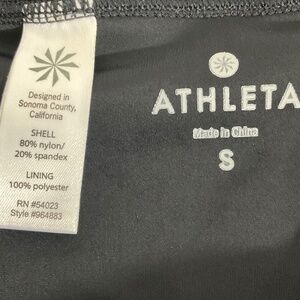 Designed in
Sonoma County,
California
SHELL
80% nylon/
20% spandex
LINING
100% polyester
RN #54023
Style #964883
ATHLETA
Made in China
S